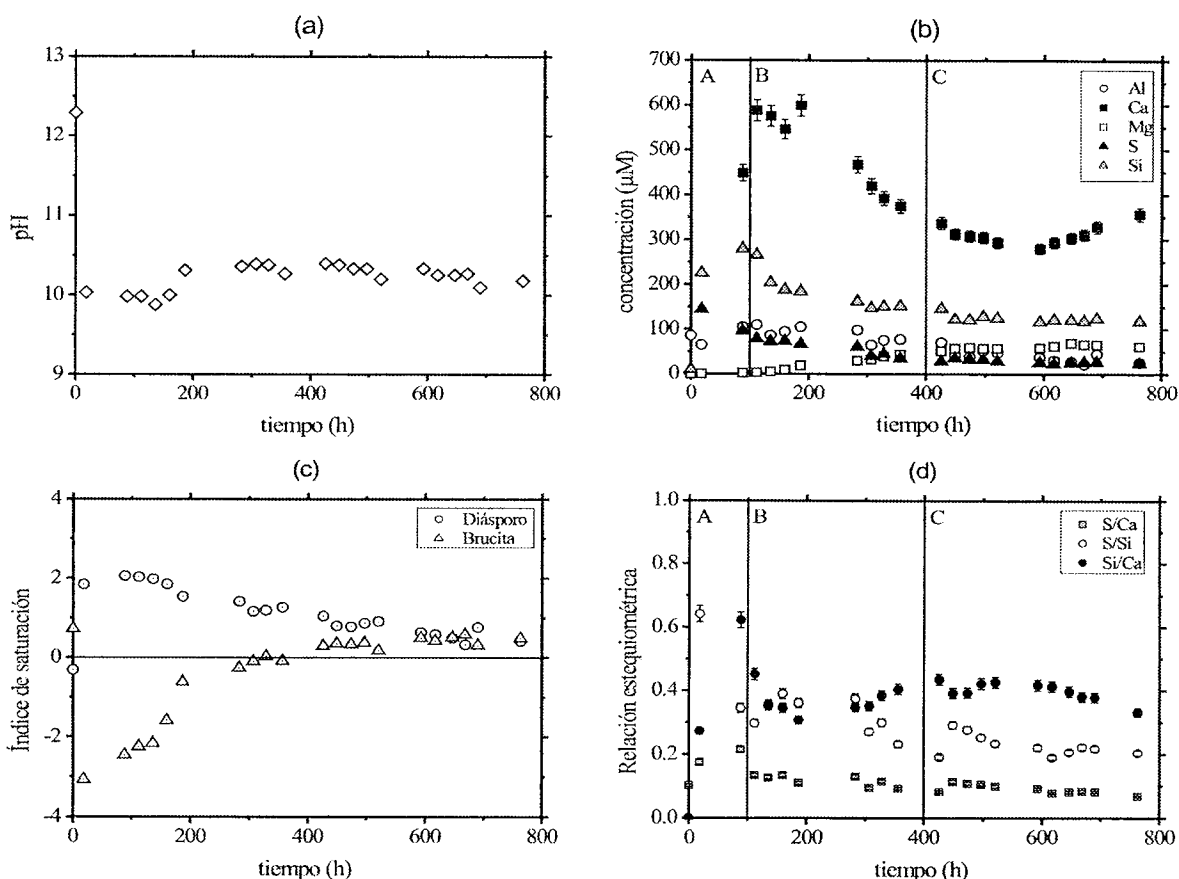 (a)
13
12
11
10
9
pH
0
200
400
600
800
tiempo (h)
(b)
700
600
500
400
300
200
100
0
concentración (µM)
A
B
C
Al
Ca
Mg
S
Si
0
200
400
600
800
tiempo (h)
(c)
4
2
0
-2
-4
Índice de saturación
Diásporo
Brucita
0
200
400
600
800
tiempo (h)
(d)
1.0
0.8
0.6
0.4
0.2
0.0
Relación estequiométrica
A
B
C
S/Ca
S/Si
Si/Ca
0
200
400
600
800
tiempo (h)